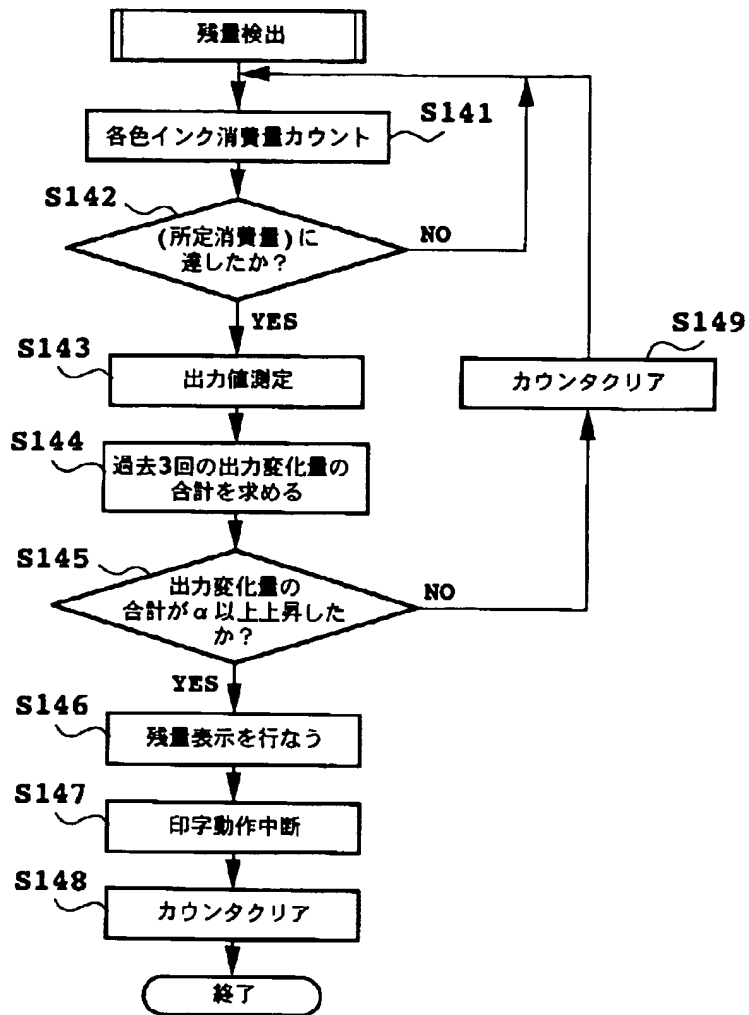 残量検出
S141
各色インク消費量カウント
S142
(所定消費量)に
達したか？
NO
YES
S143
出力値測定
S149
カウンタクリア
S144
過去3回の出力変化量の
合計を求める
S145
出力変化量の
合計がα以上上昇した
か？
NO
YES
S146
残量表示を行なう
S147
印字動作中断
S148
カウンタクリア
終了